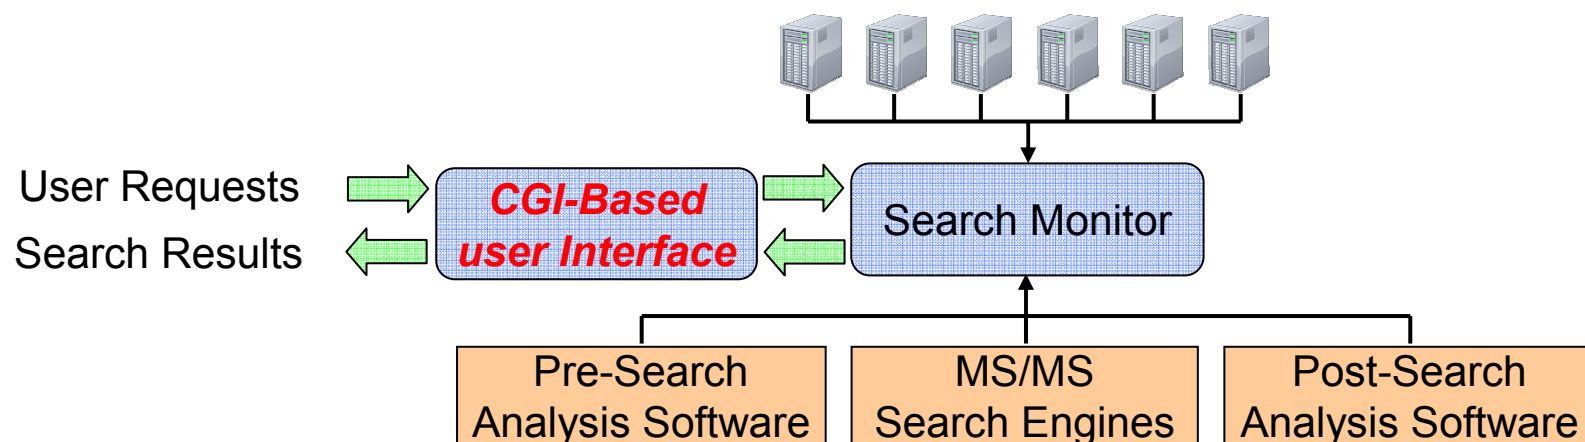 User Requests
Search Results
CGI-Based
user Interface
Search Monitor
Pre-Search
Analysis Software
MS/MS
Search Engines
Post-Search
Analysis Software